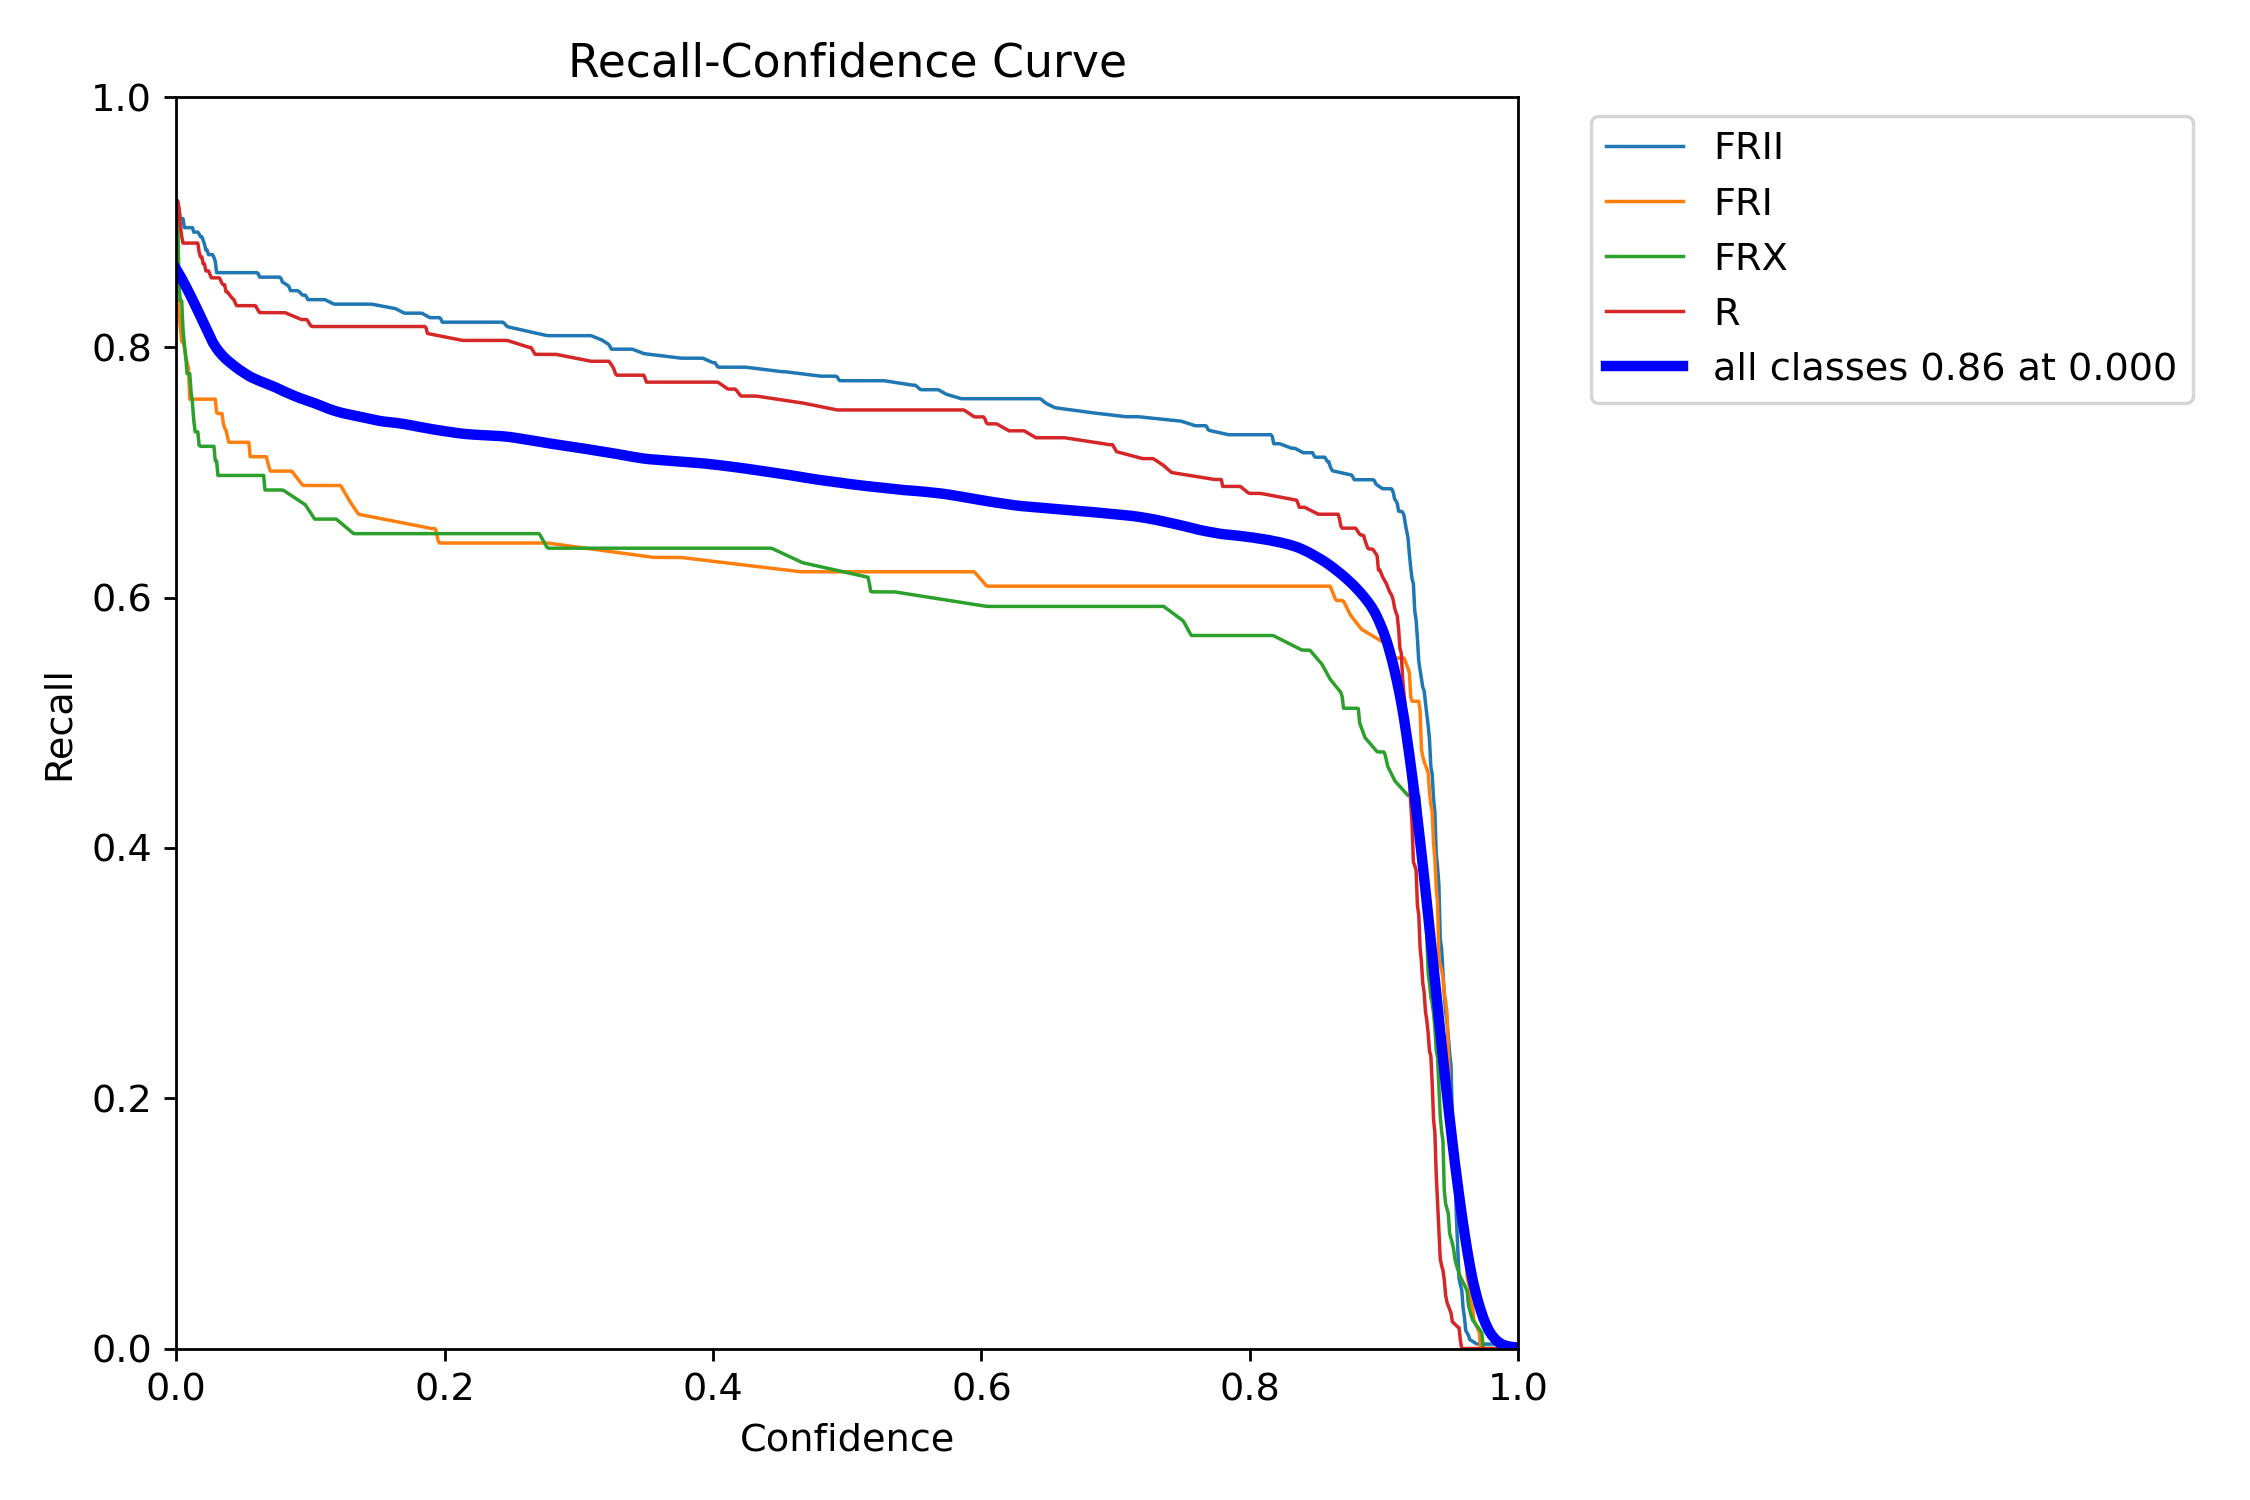 Recall-Confidence Curve
1.0
0.8
0.6
0.4
0.2
0.0
Recall
0.0 0.2 0.4 0.6 0.8 1.0
Confidence
FRII
FRI
FRX
R
all classes 0.86 at 0.000